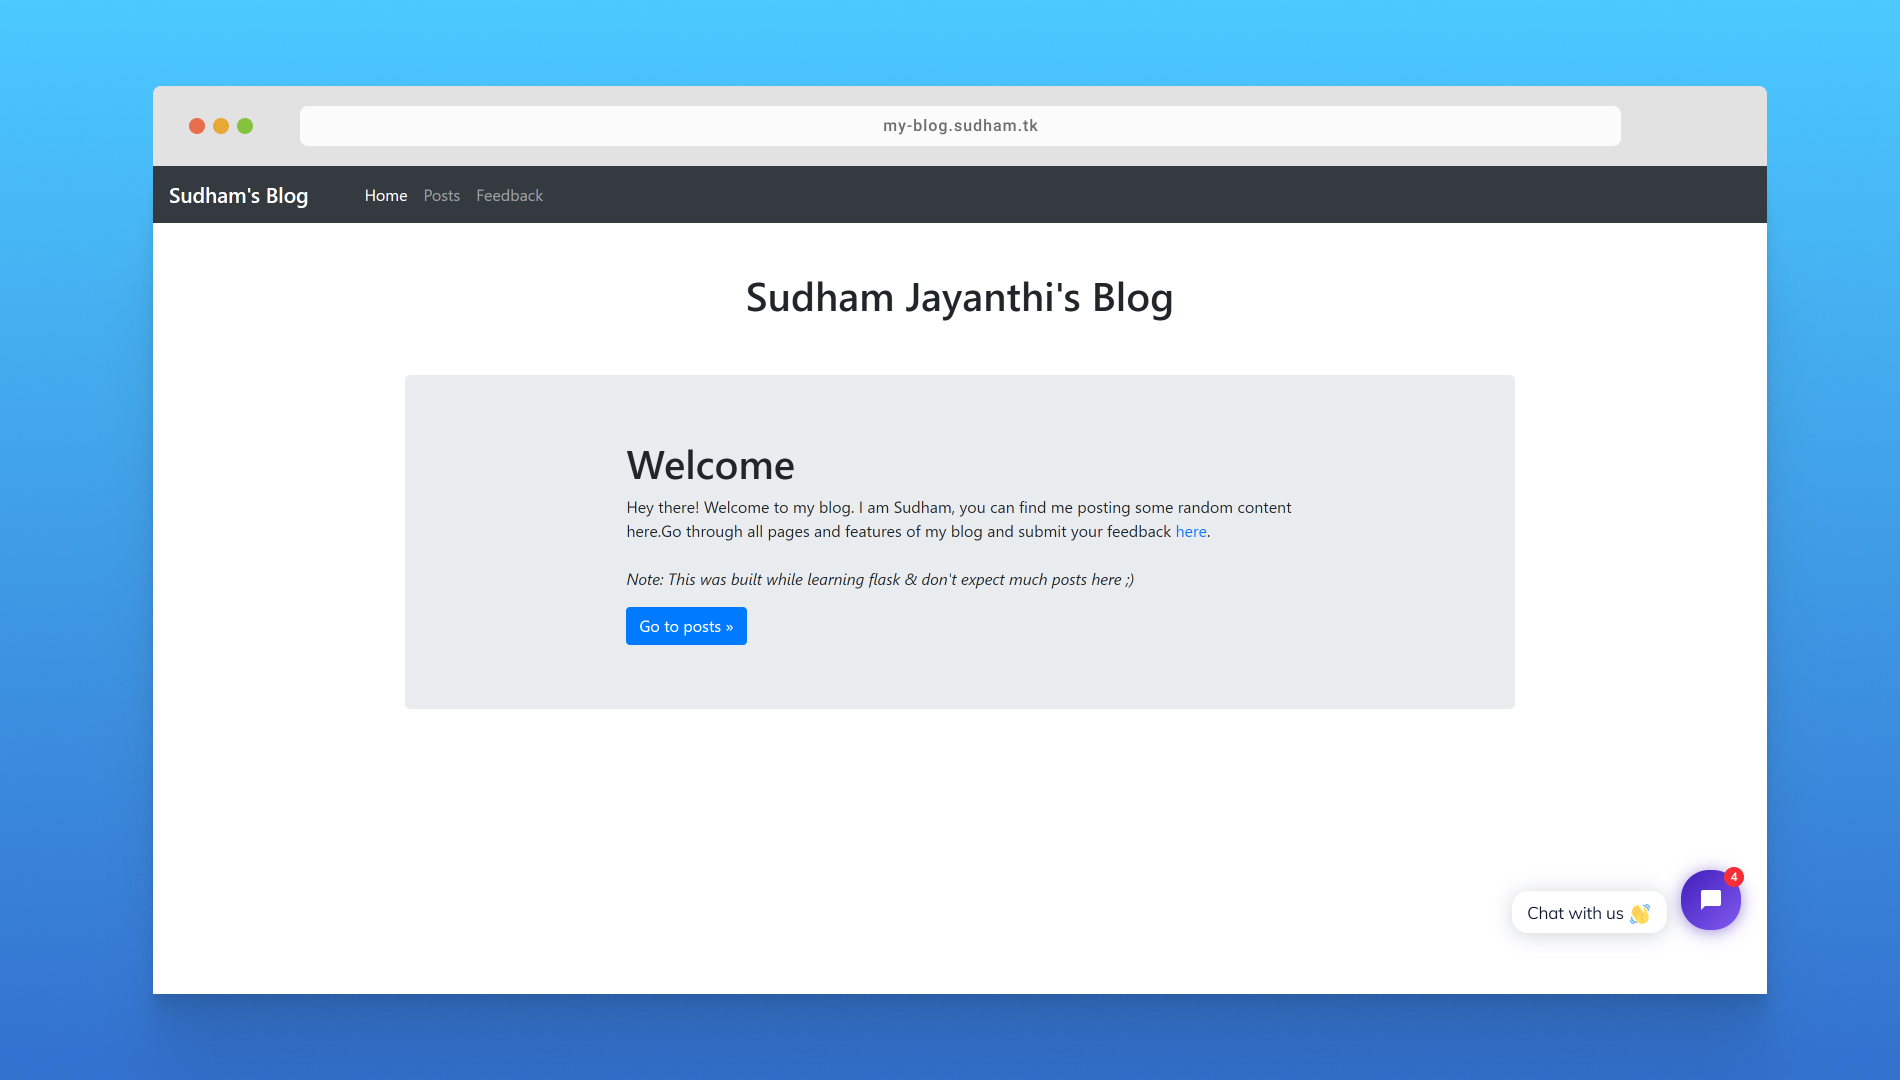 my-blog.sudham.tk
Sudham's Blog Home Posts Feedback
Sudham Jayanthi's Blog
Welcome
Hey there! Welcome to my blog. I am Sudham, you can find me posting some random content
here.Go through all pages and features of my blog and submit your feedback here.
Note: This was built while learning flask & don't expect much posts here ;)
Go to posts »
4
Chat with us 👋